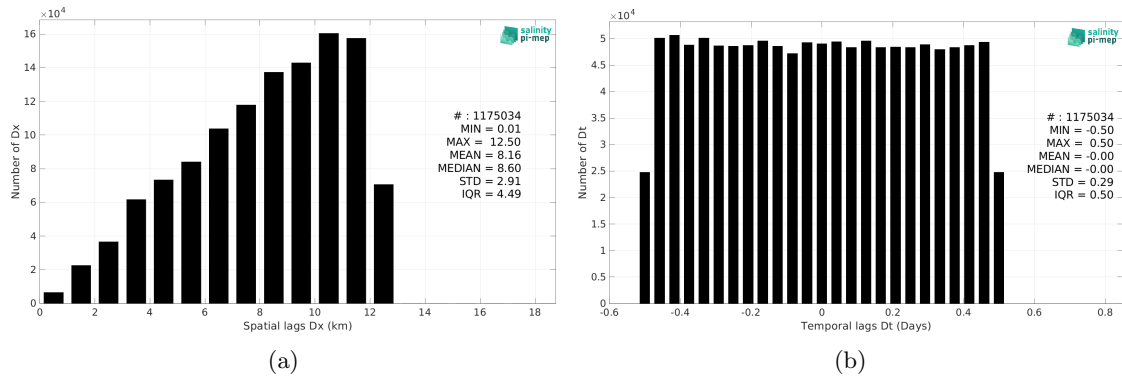 ×10⁴
16
14
12
10
8
6
4
2
0
Number of Dx
salinity
pi-mep
# : 1175034
MIN = 0.01
MAX = 12.50
MEAN = 8.16
MEDIAN = 8.60
STD = 2.91
IQR = 4.49
0 2 4 6 8 10 12 14 16 18
Spatial lags Dx (km)
(a)
×10⁴
5
4.5
4
3.5
3
2.5
2
1.5
1
0.5
0
Number of Dt
salinity
pi-mep
# : 1175034
MIN = -0.50
MAX = 0.50
MEAN = -0.00
MEDIAN = -0.00
STD = 0.29
IQR = 0.50
-0.6 -0.4 -0.2 0 0.2 0.4 0.6 0.8
Temporal lags Dt (Days)
(b)